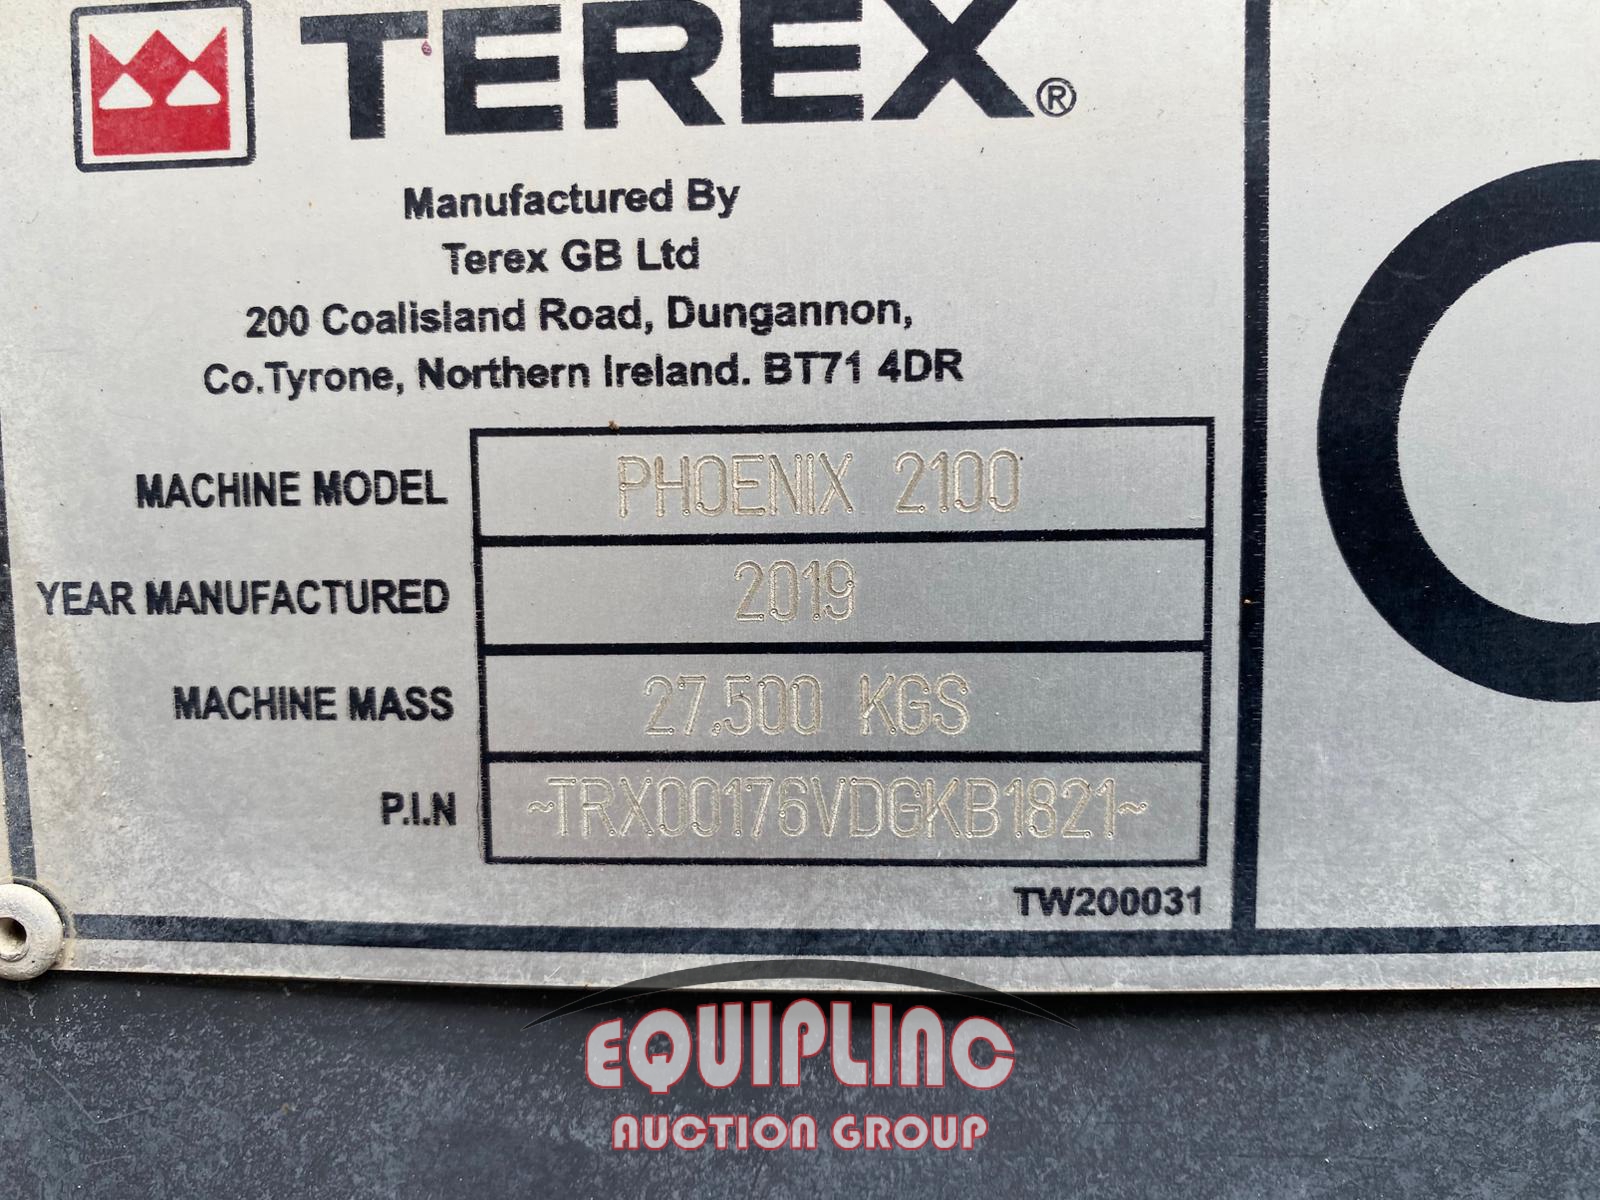 TEREX®
Manufactured By
Terex GB Ltd
200 Coalisland Road, Dungannon,
Co.Tyrone, Northern Ireland. BT71 4DR
MACHINE MODEL PHOENIX 2100
YEAR MANUFACTURED 2019
MACHINE MASS 27,500 KGS
P.I.N ~TRX00176VDGKB1821~
TW200031
EQUIPLINC
AUCTION GROUP